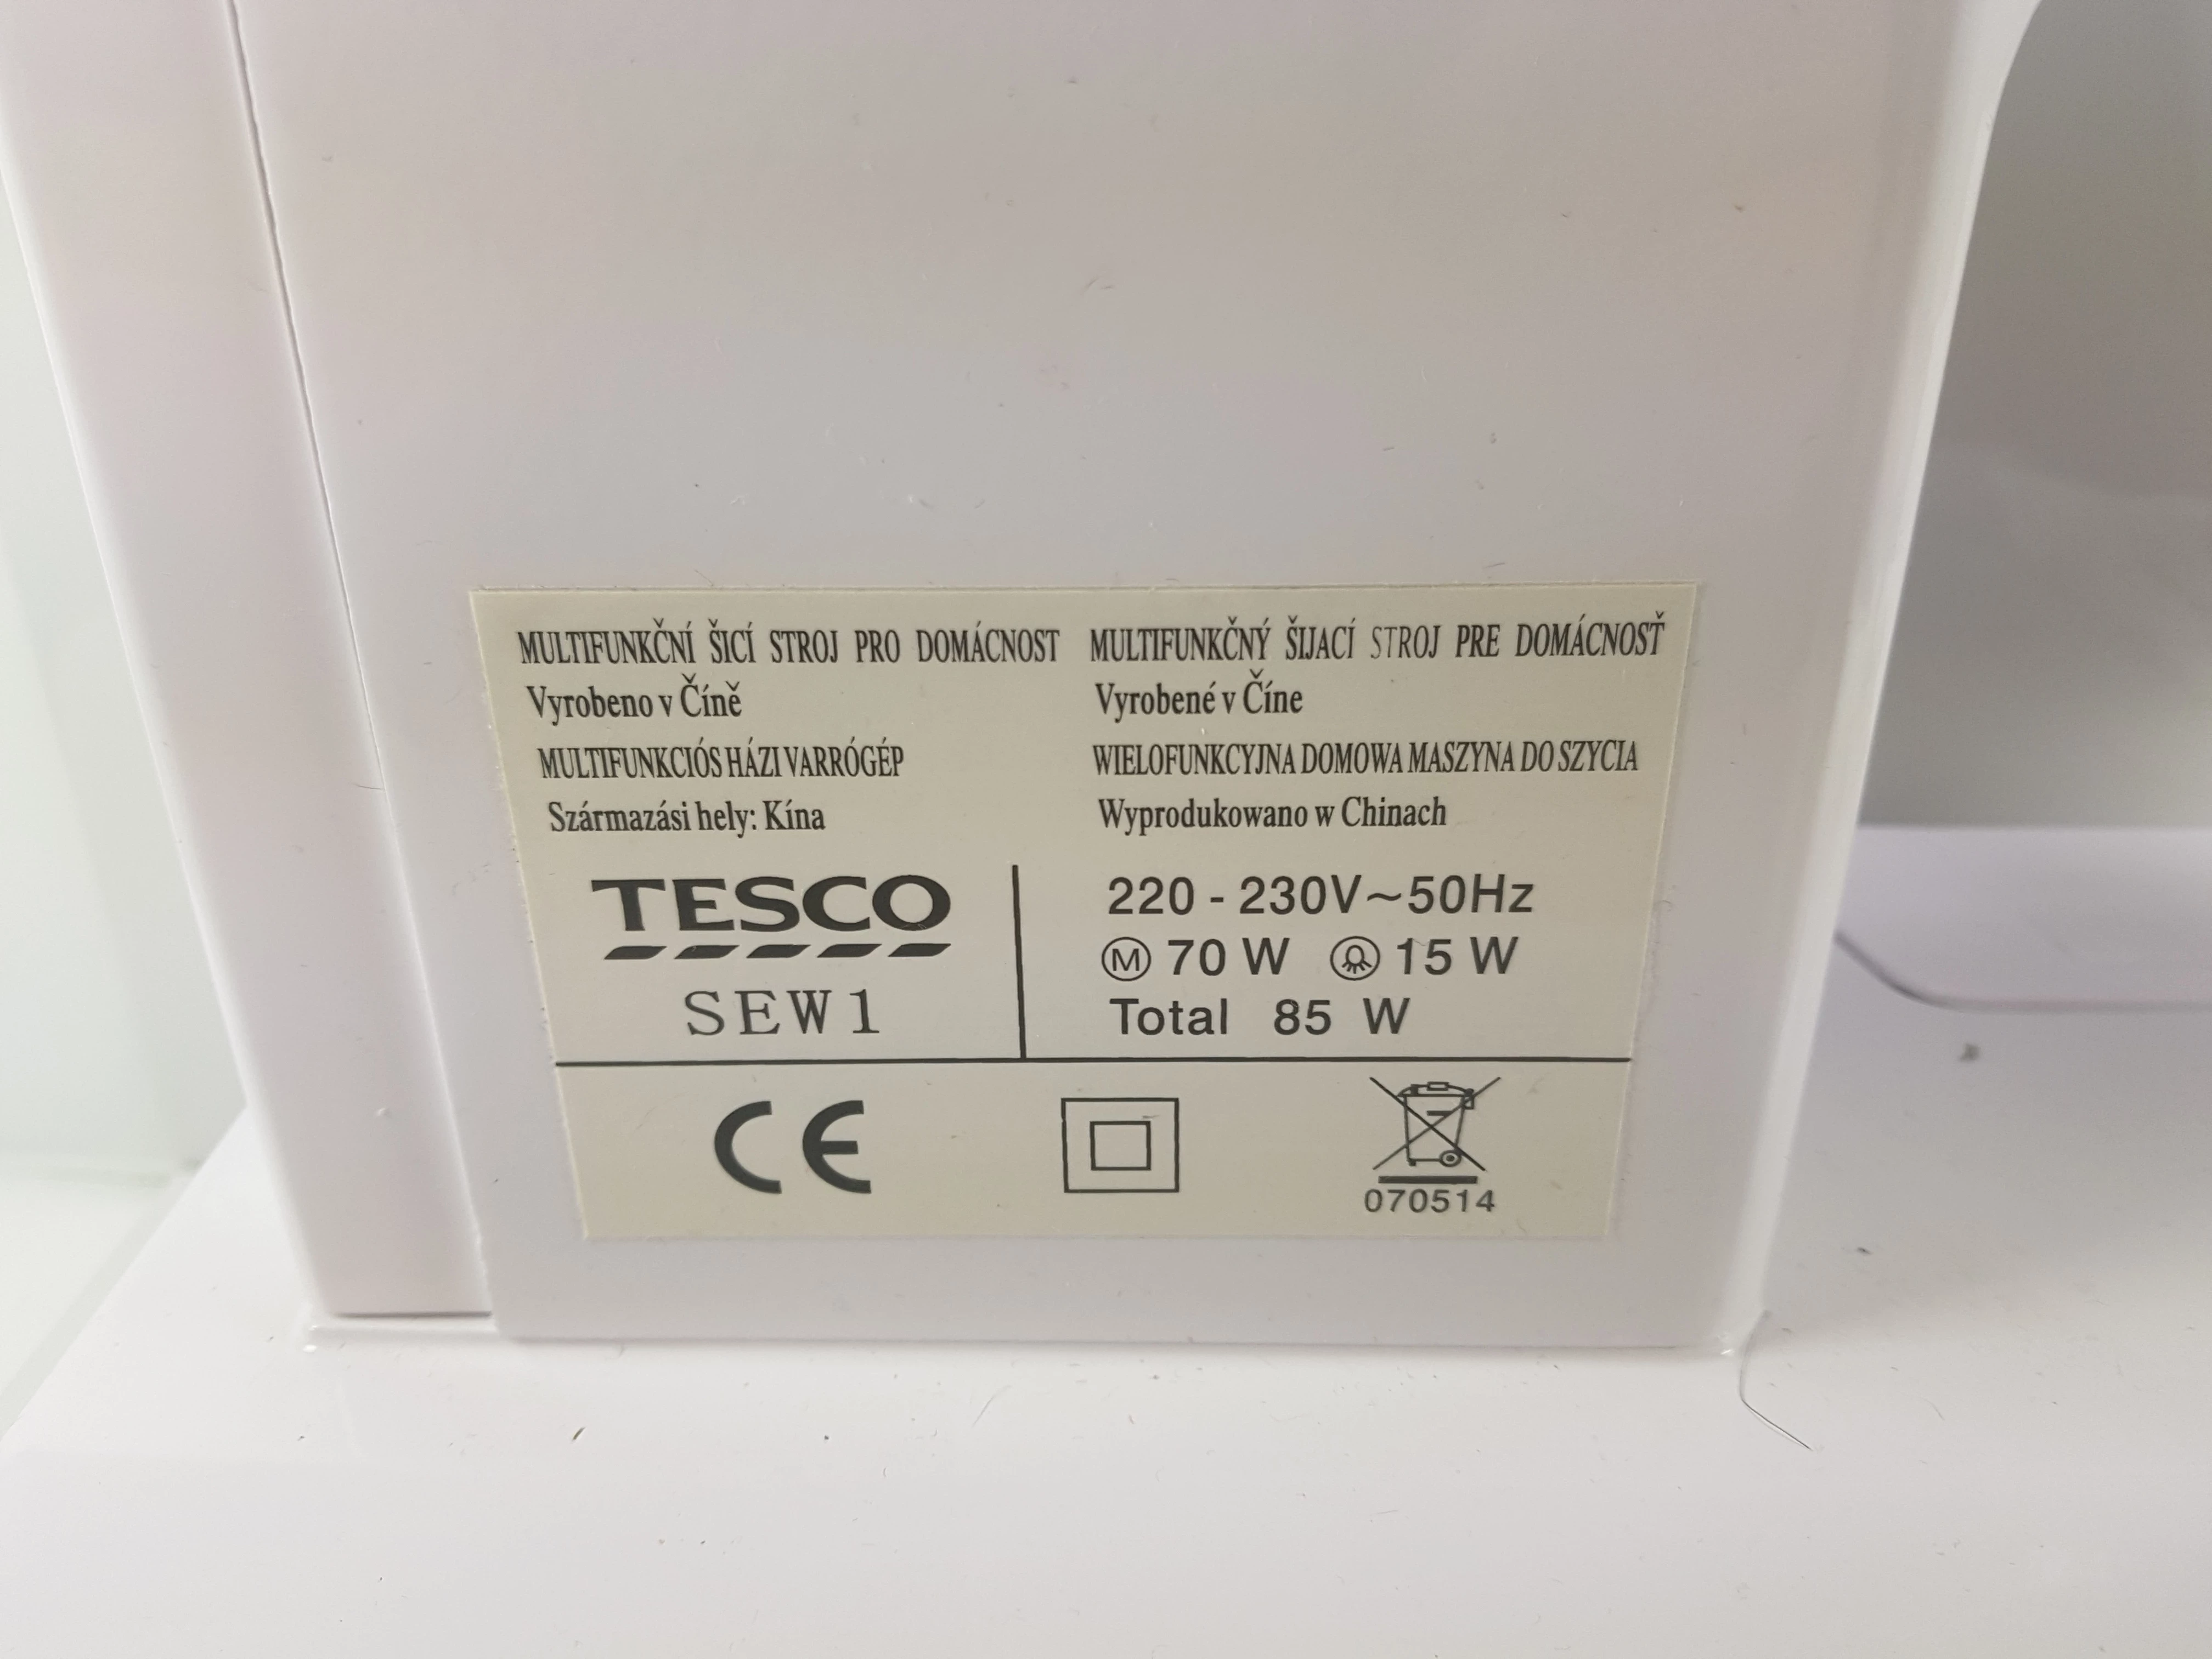 MULTIFUNKČNÍ ŠICÍ STROJ PRO DOMÁCNOST
Vyrobeno v Číně
MULTIFUNKČNÝ ŠIJACÍ STROJ PRE DOMÁCNOSŤ
Vyrobené v Číne
MULTIFUNKCIÓS HÁZI VARRÓGÉP
Származási hely: Kína
WIELOFUNKCYJNA DOMOWA MASZYNA DO SZYCIA
Wyprodukowano w Chinach
TESCO
SEW1
220 - 230V~50Hz
M 70 W 15 W
Total 85 W
CE
070514